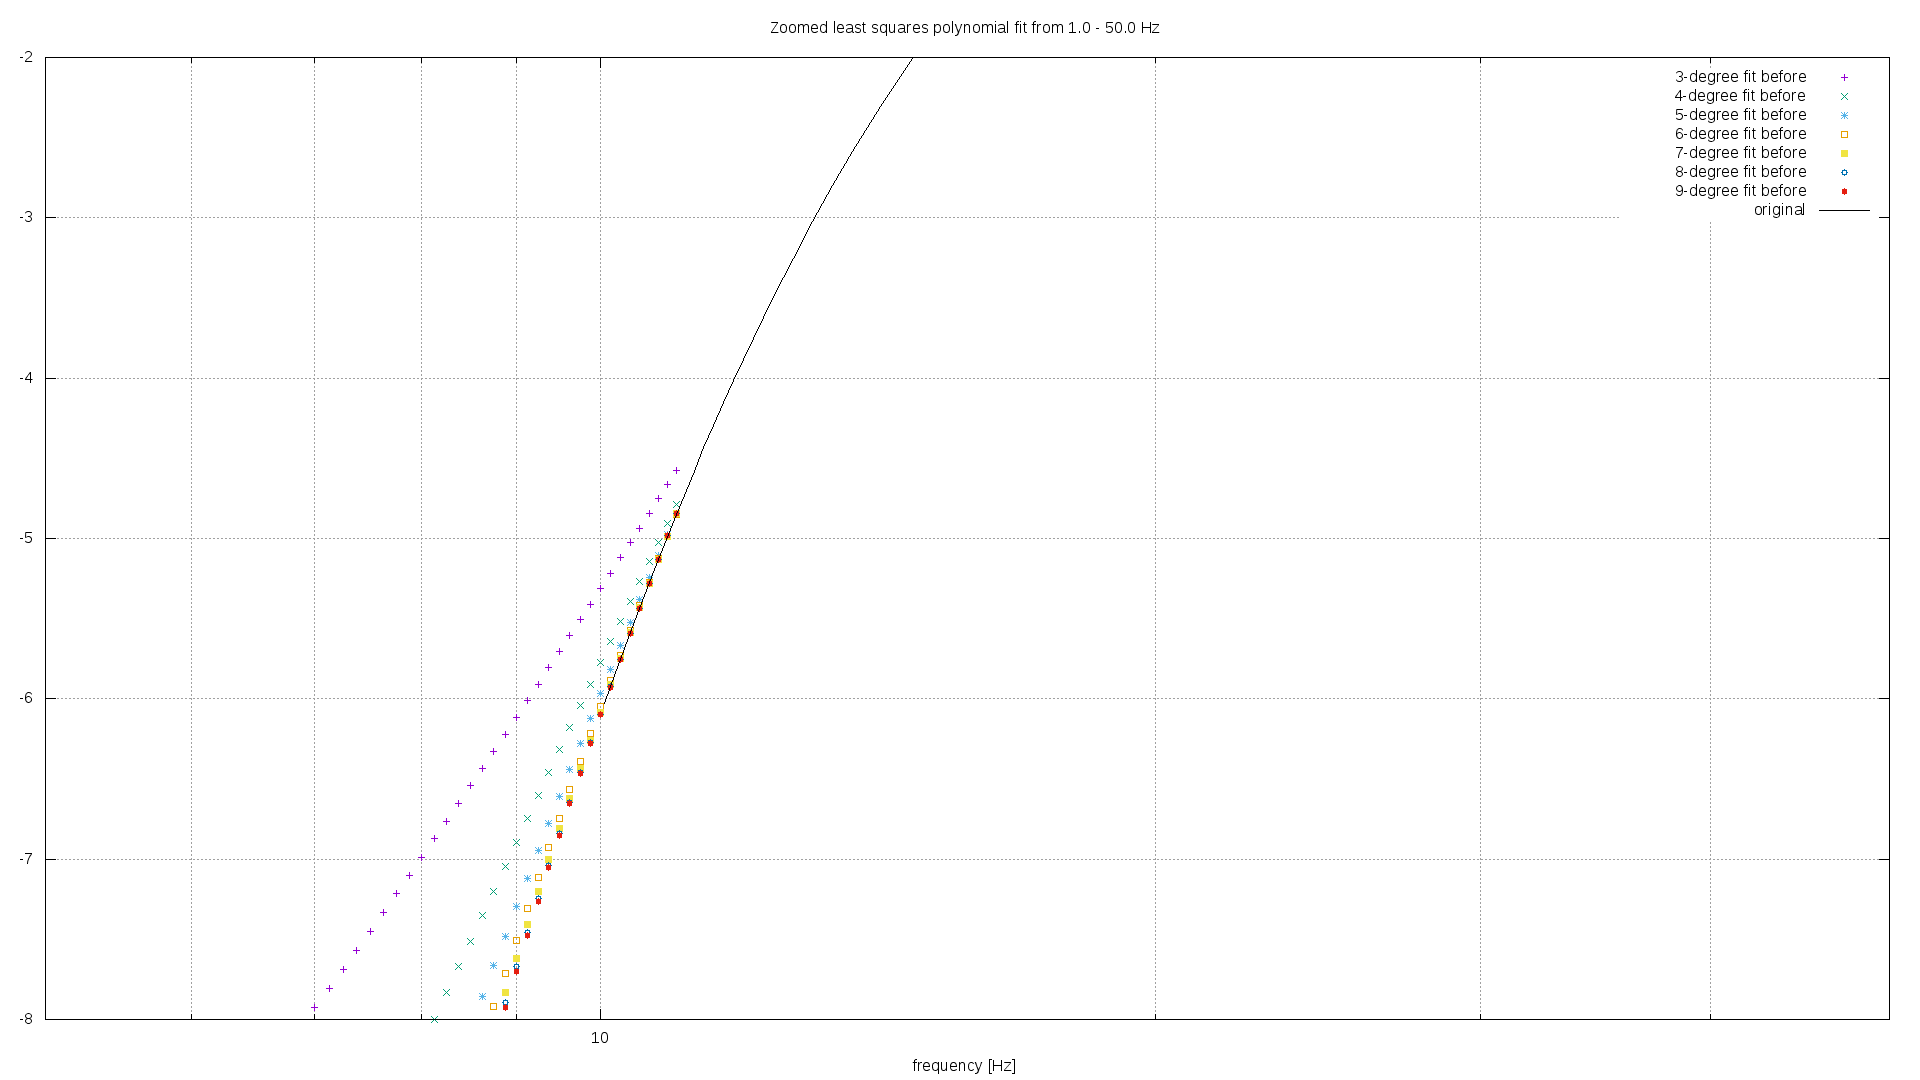 Zoomed least squares polynomial fit from 1.0 - 50.0 Hz
-2
-3
-4
-5
-6
-7
-8
3-degree fit before
4-degree fit before
5-degree fit before
6-degree fit before
7-degree fit before
8-degree fit before
9-degree fit before
original
10
frequency [Hz]